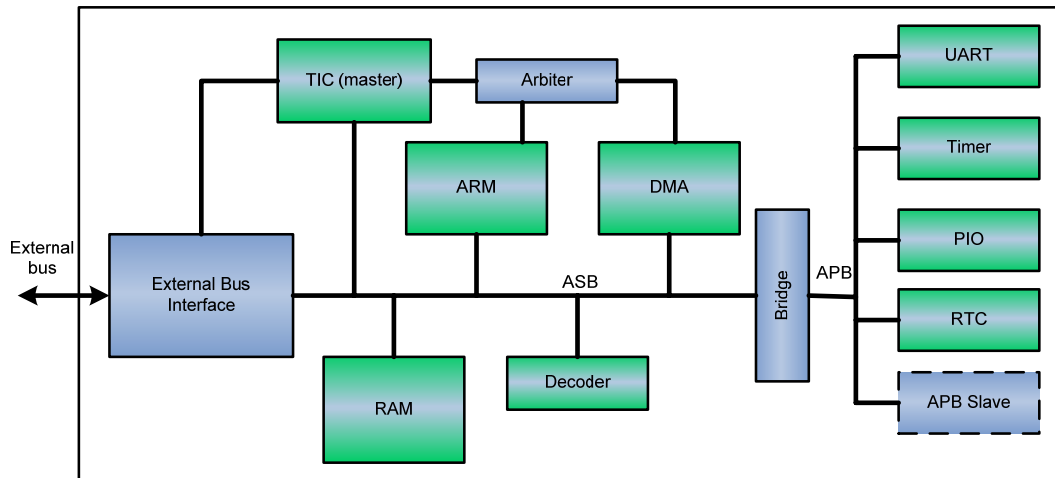 UART
TIC (master)
Arbiter
Timer
ARM
DMA
External
bus
External Bus
Interface
ASB
Bridge
APB
PIO
RTC
RAM
Decoder
APB Slave